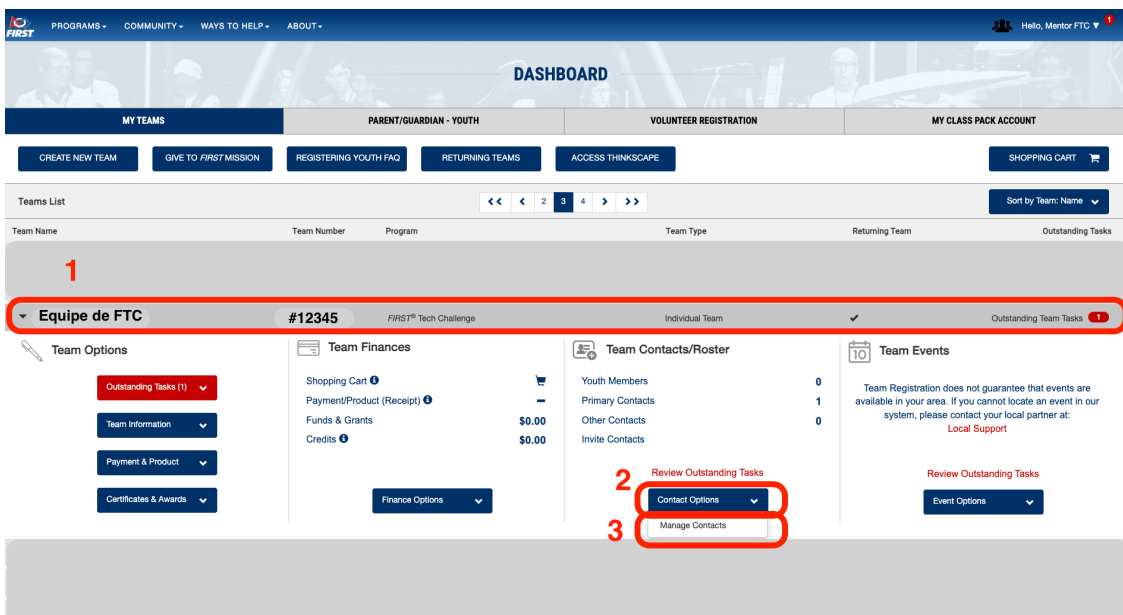 FIRST PROGRAMS COMMUNITY WAYS TO HELP ABOUT Hello, Mentor FTC ▼ 1
DASHBOARD
MY TEAMS PARENT/GUARDIAN - YOUTH VOLUNTEER REGISTRATION MY CLASS PACK ACCOUNT
CREATE NEW TEAM GIVE TO FIRST MISSION REGISTERING YOUTH FAQ RETURNING TEAMS ACCESS THINKSCAPE SHOPPING CART
Teams List << < 2 3 4 > >> Sort by Team: Name
Team Name Team Number Program Team Type Returning Team Outstanding Tasks
1
Equipe de FTC #12345 FIRST® Tech Challenge Individual Team ✔ Outstanding Team Tasks 1
Team Options
Outstanding Tasks (1)
Team Information
Payment & Product
Certificates & Awards
Team Finances
Shopping Cart
Payment/Product (Receipt) –
Funds & Grants $0.00
Credits $0.00
Finance Options
Team Contacts/Roster
Youth Members 0
Primary Contacts 1
Other Contacts 0
Invite Contacts
Review Outstanding Tasks
2 Contact Options
3 Manage Contacts
10 Team Events
Team Registration does not guarantee that events are
available in your area. If you cannot locate an event in our
system, please contact your local partner at:
Local Support
Review Outstanding Tasks
Event Options